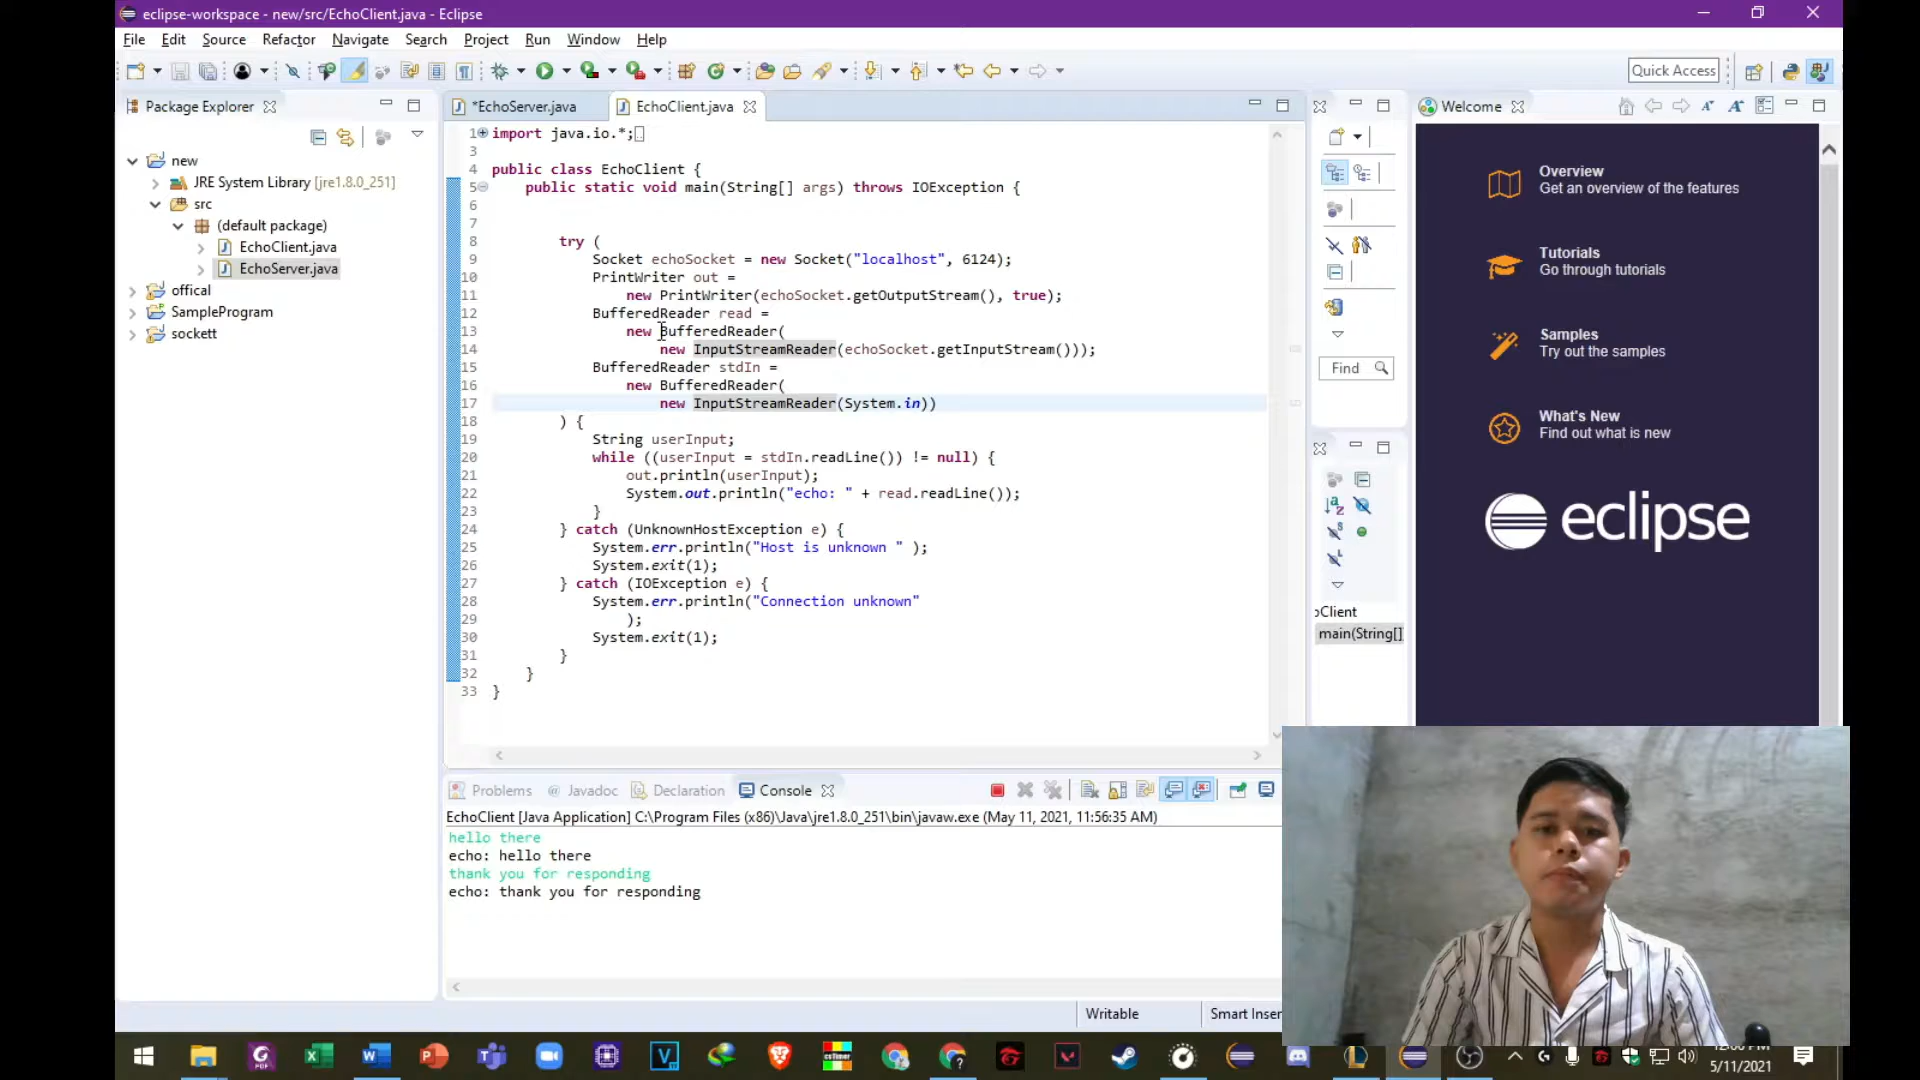 eclipse-workspace - new/src/EchoClient.java - Eclipse
File Edit Source Refactor Navigate Search Project Run Window Help
Quick Access
Package Explorer
*EchoServer.java
EchoClient.java
Welcome
new
JRE System Library [jre1.8.0_251]
src
(default package)
EchoClient.java
EchoServer.java
offical
SampleProgram
sockett
1 import java.io.*;
3
4 public class EchoClient {
5 public static void main(String[] args) throws IOException {
6
7
8 try (
9 Socket echoSocket = new Socket("localhost", 6124);
10 PrintWriter out =
11 new PrintWriter(echoSocket.getOutputStream(), true);
12 BufferedReader read =
13 new BufferedReader(
14 new InputStreamReader(echoSocket.getInputStream()));
15 BufferedReader stdIn =
16 new BufferedReader(
17 new InputStreamReader(System.in))
18 ) {
19 String userInput;
20 while ((userInput = stdIn.readLine()) != null) {
21 out.println(userInput);
22 System.out.println("echo: " + read.readLine());
23 }
24 } catch (UnknownHostException e) {
25 System.err.println("Host is unknown " );
26 System.exit(1);
27 } catch (IOException e) {
28 System.err.println("Connection unknown"
29 );
30 System.exit(1);
31 }
32 }
33 }
Find
oClient
main(String[]
Overview
Get an overview of the features
Tutorials
Go through tutorials
Samples
Try out the samples
What's New
Find out what is new
eclipse
Problems @ Javadoc Declaration Console
EchoClient [Java Application] C:\Program Files (x86)\Java\jre1.8.0_251\bin\javaw.exe (May 11, 2021, 11:56:35 AM)
hello there
echo: hello there
thank you for responding
echo: thank you for responding
Writable
Smart Inser
5/11/2021